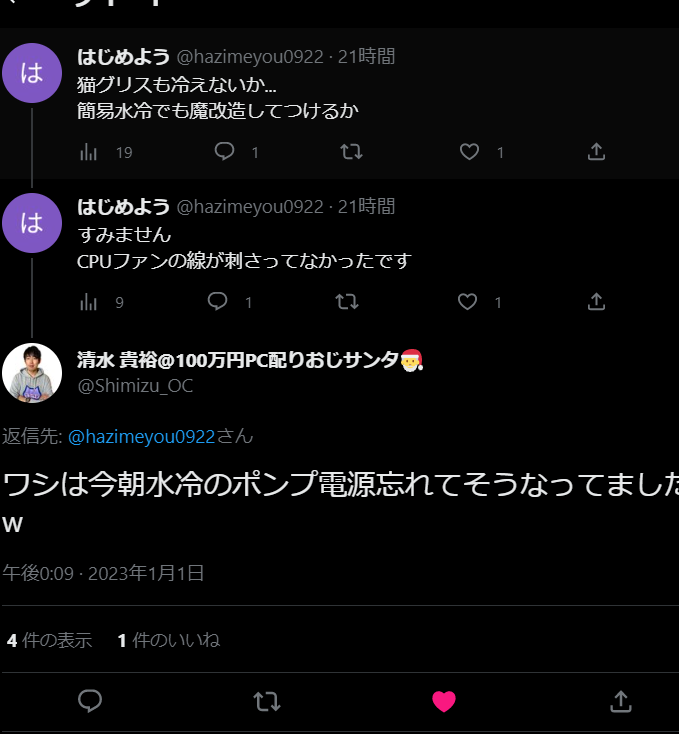 は
はじめよう @hazimeyou0922 · 21時間
猫グリスも冷えないか...
簡易水冷でも魔改造してつけるか
19 1 1
は
はじめよう @hazimeyou0922 · 21時間
すみません
CPUファンの線が刺さってなかったです
9 1 1
清水 貴裕@100万円PC配りおじサンタ🎅
@Shimizu_OC
返信先: @hazimeyou0922さん
ワシは今朝水冷のポンプ電源忘れてそうなってました
w
午後0:09 · 2023年1月1日
4 件の表示 1 件のいいね